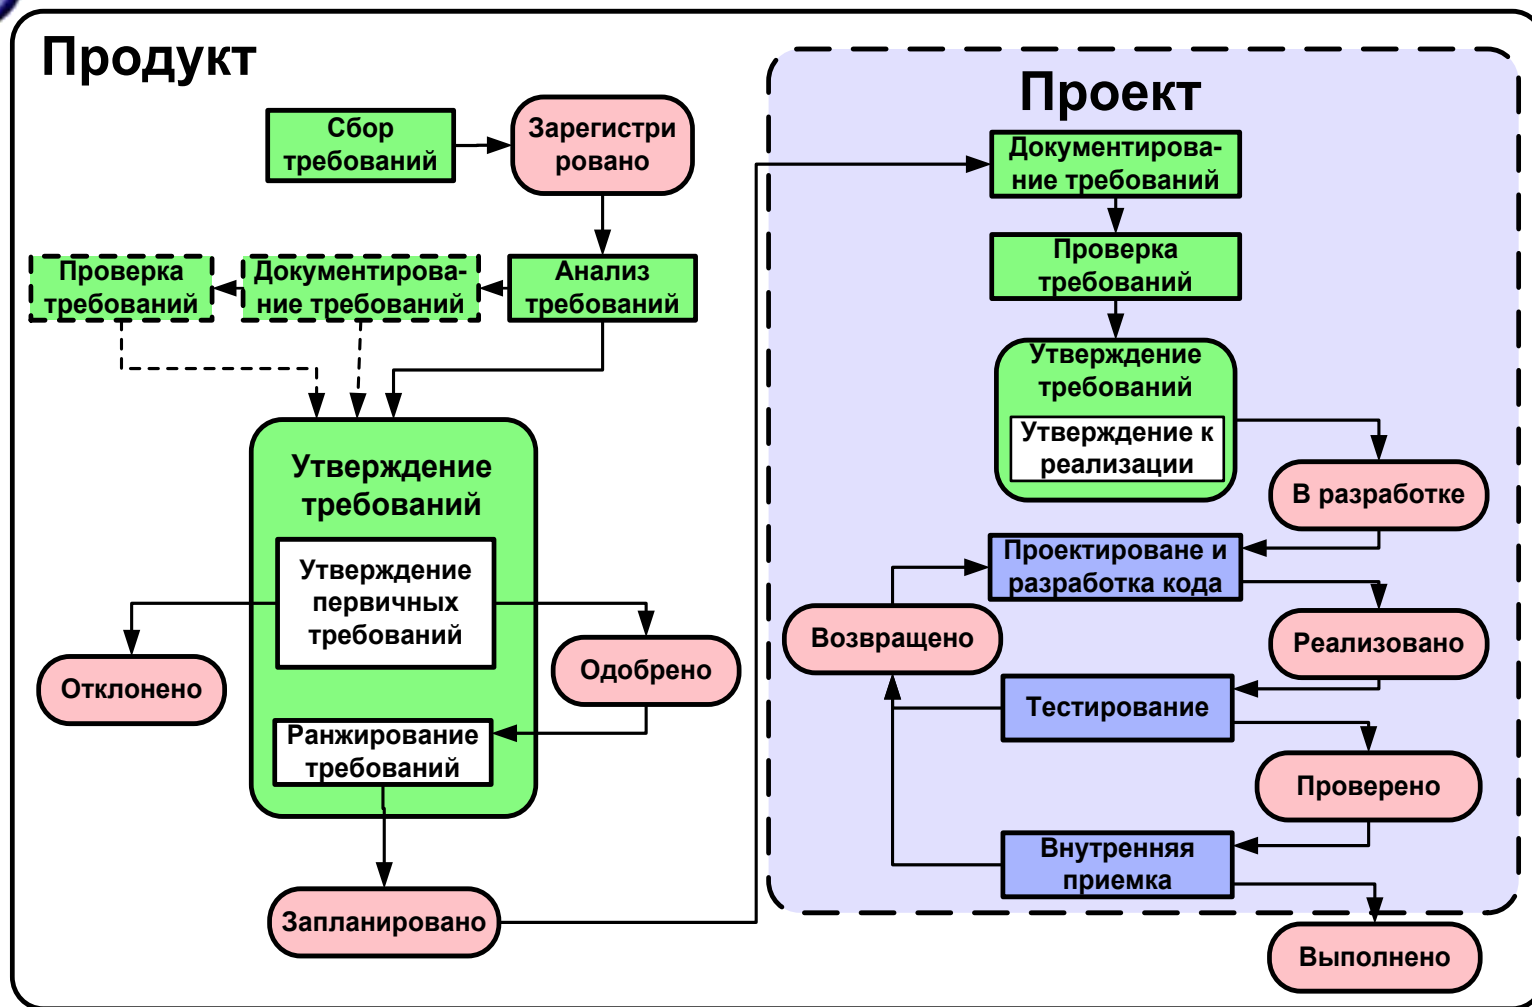 Продукт
Сбор
требований
Зарегистри
ровано
Проверка
требований
Документирова-
ние требований
Анализ
требований
Утверждение
требований
Утверждение
первичных
требований
Отклонено
Одобрено
Ранжирование
требований
Запланировано
Проект
Документирова-
ние требований
Проверка
требований
Утверждение
требований
Утверждение к
реализации
В разработке
Проектироване и
разработка кода
Возвращено
Реализовано
Тестирование
Проверено
Внутренняя
приемка
Выполнено